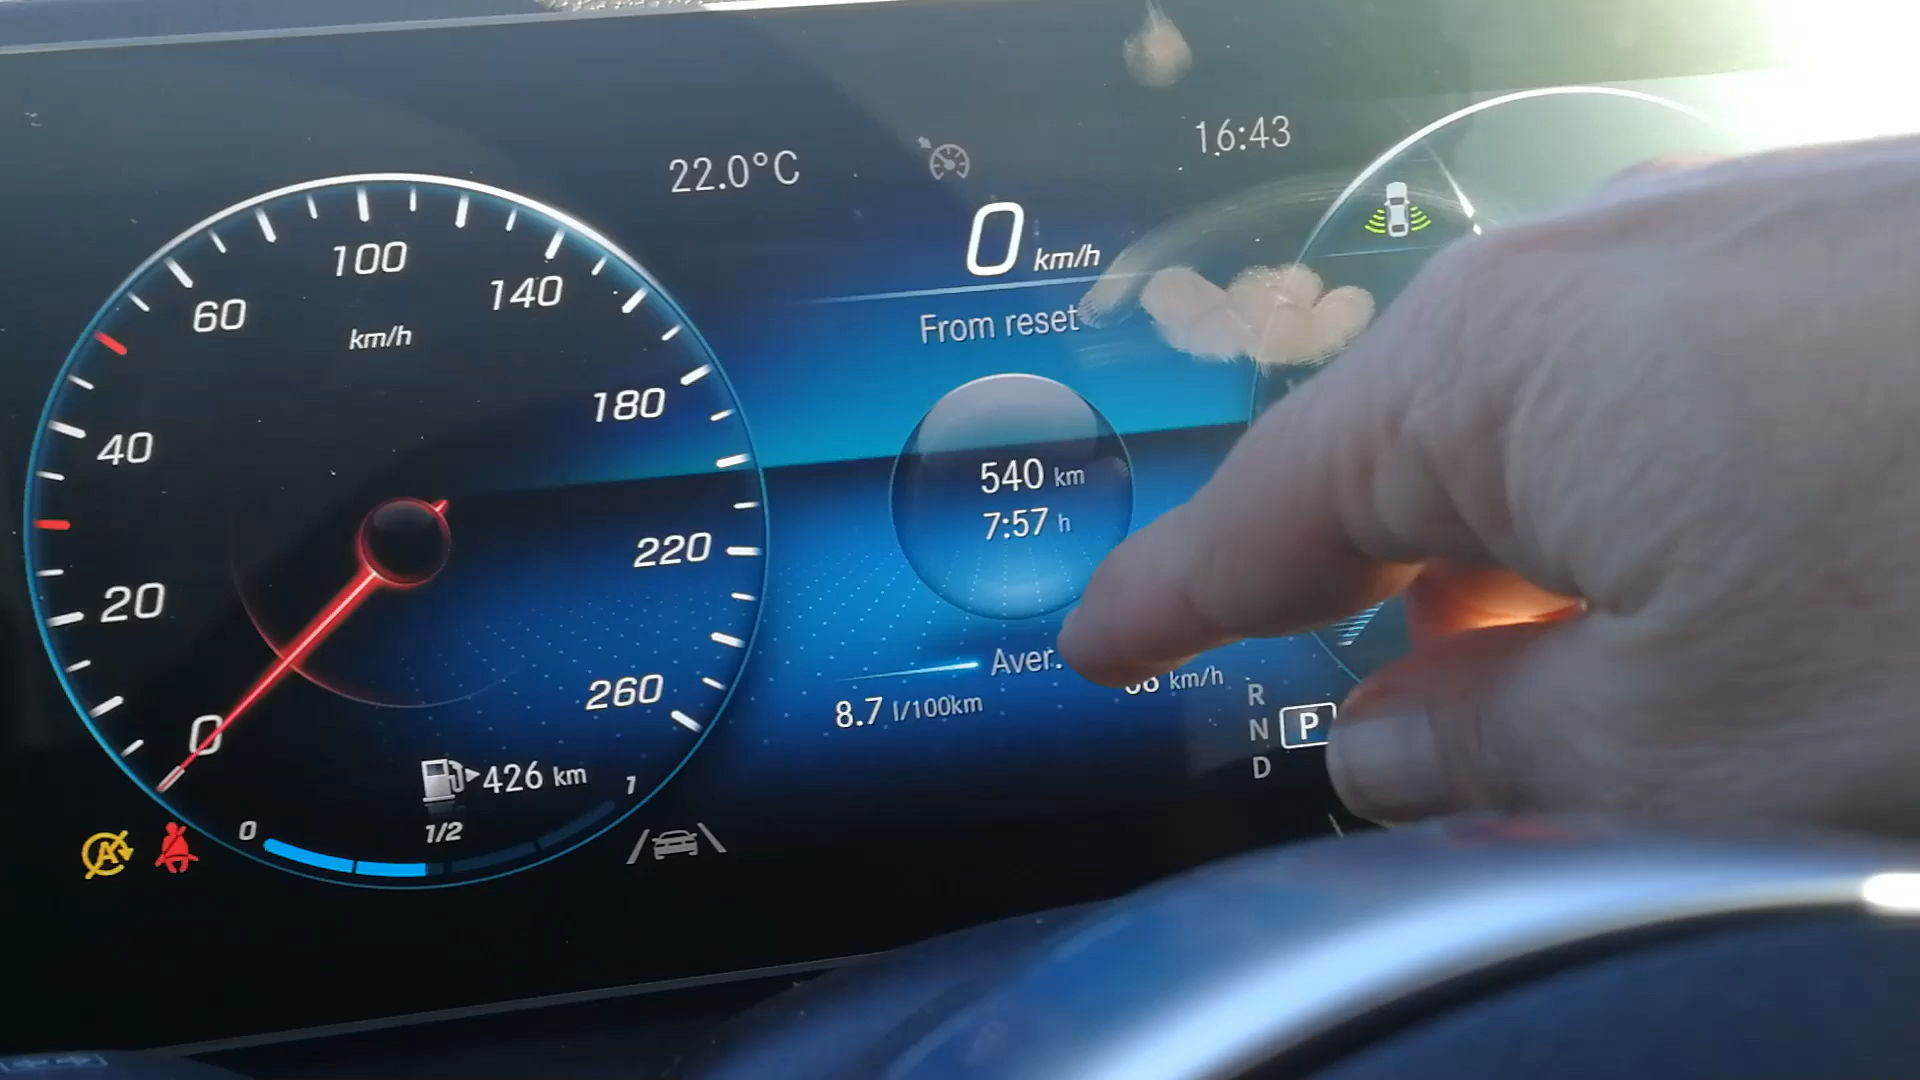 22.0°C
16:43
0 km/h
From reset
100
60
140
km/h
180
40
540 km
7:57 h
220
20
Aver.
260
8.7 l/100km
68 km/h
R
N
P
D
0
426 km
1
0
1/2
A